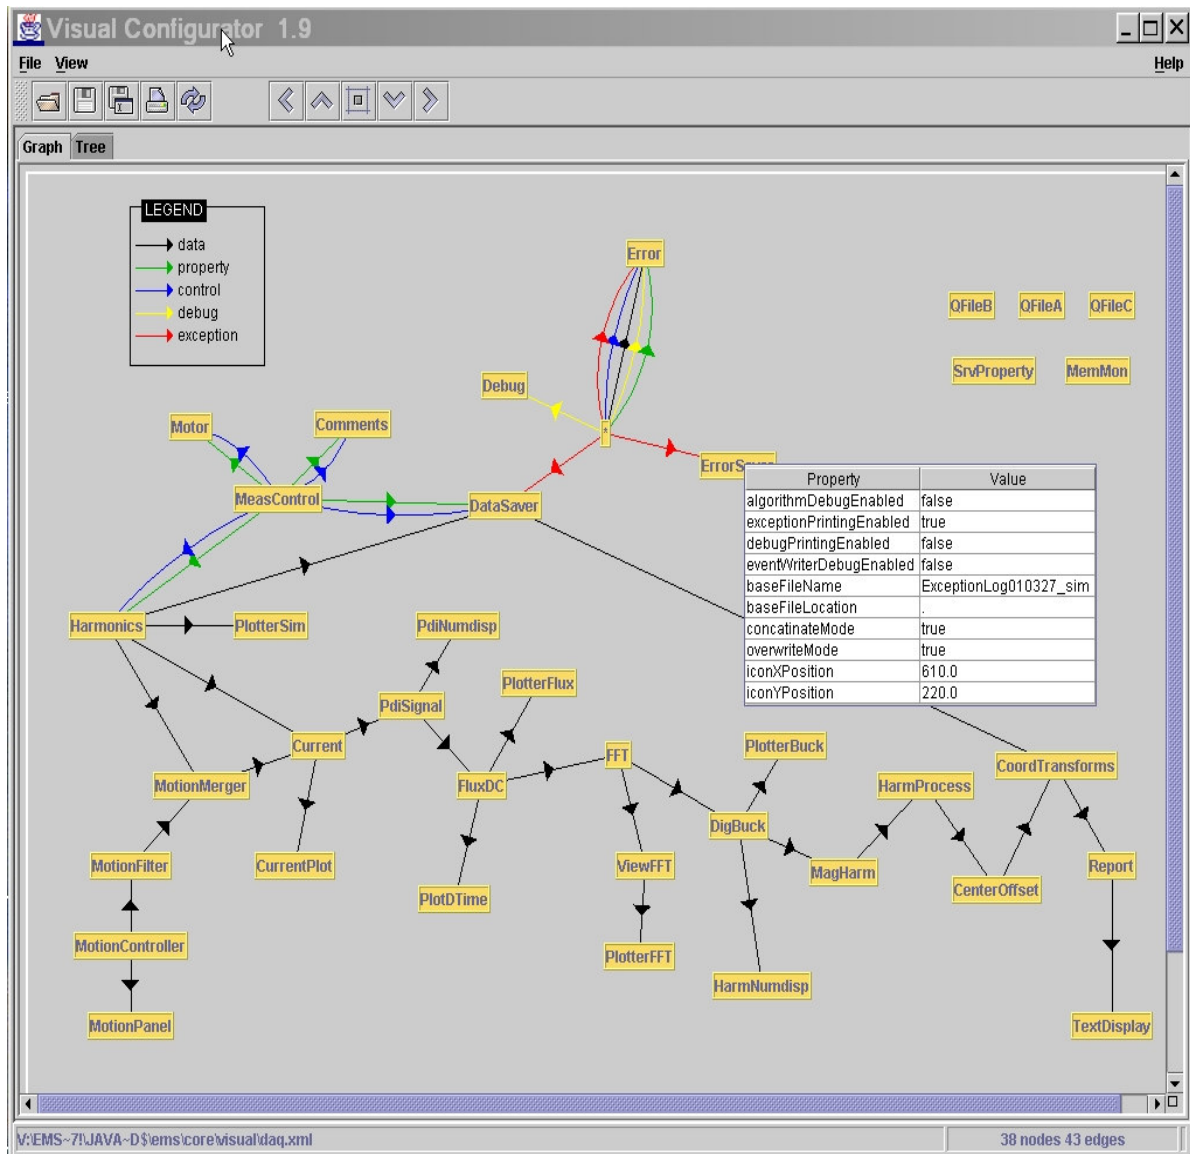 Visual Configurator 1.9
File View Help
Graph Tree
LEGEND
data
property
control
debug
exception
Error
QFileB QFileA QFileC
SrvProperty MemMon
Debug
*
Motor Comments
ErrorSaver
MeasControl DataSaver
Property Value
algorithmDebugEnabled false
exceptionPrintingEnabled true
debugPrintingEnabled false
eventWriterDebugEnabled false
baseFileName ExceptionLog010327_sim
baseFileLocation .
concatinateMode true
overwriteMode true
iconXPosition 610.0
iconYPosition 220.0
Harmonics PlotterSim PdiNumdisp
PlotterFlux
PdiSignal
Current FFT PlotterBuck
CoordTransforms
MotionMerger FluxDC HarmProcess
DigBuck
MotionFilter CurrentPlot ViewFFT MagHarm Report
PlotDTime CenterOffset
MotionController PlotterFFT
HarmNumdisp
MotionPanel TextDisplay
V:\EMS~7!\JAVA~D$\ems\core\visual\daq.xml 38 nodes 43 edges